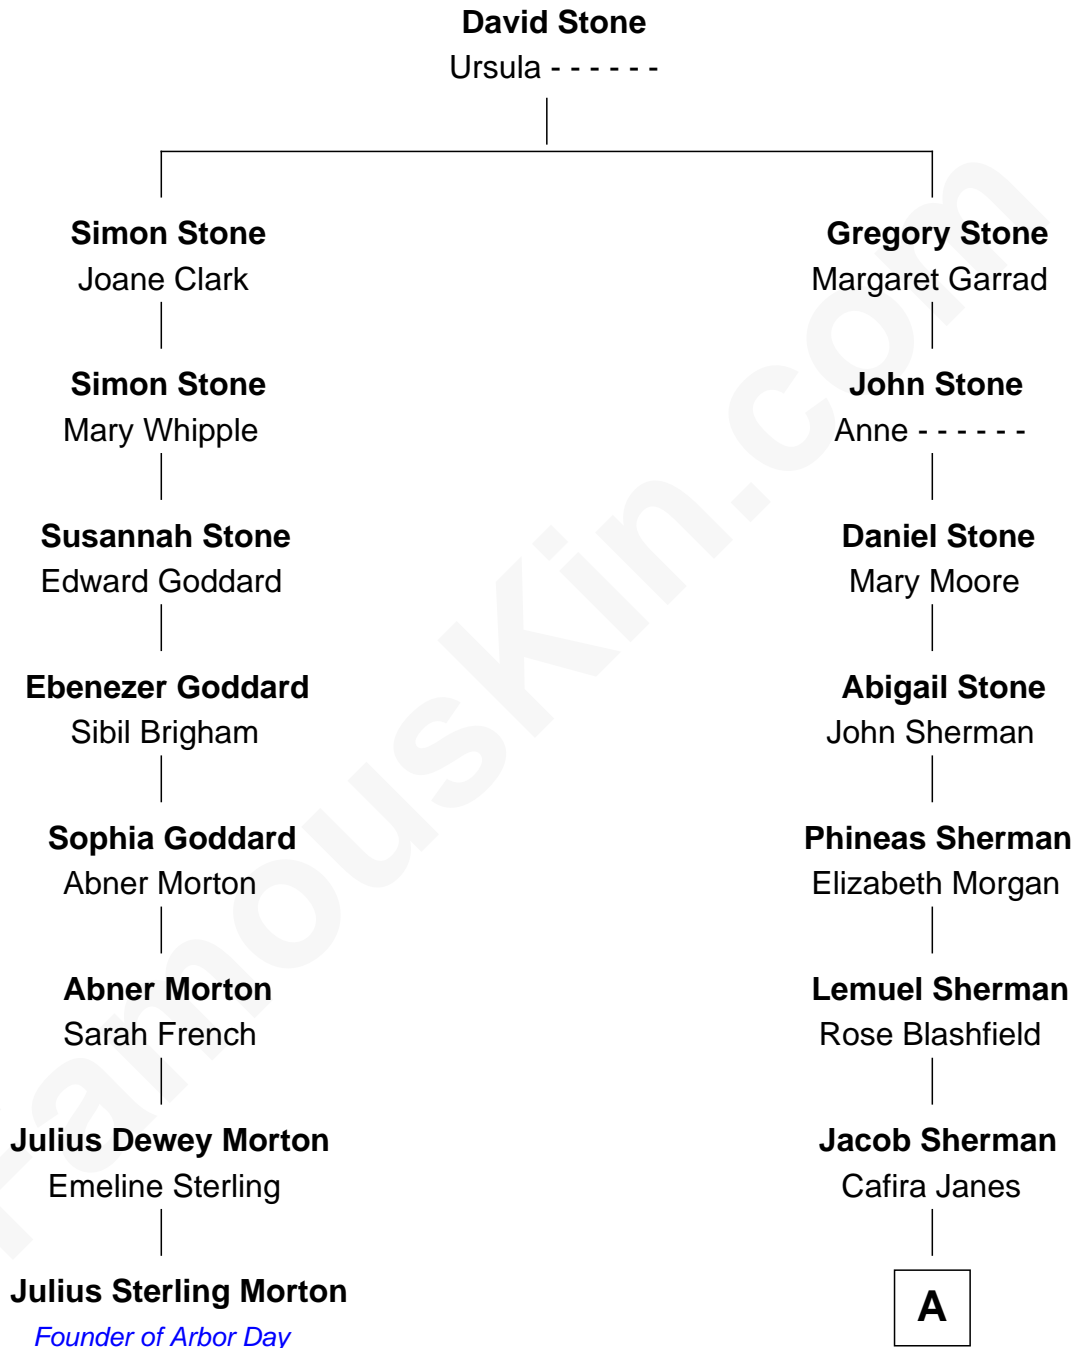 David Stone
Ursula - - - - - -
Simon Stone
Joane Clark
Gregory Stone
Margaret Garrad
Simon Stone
Mary Whipple
John Stone
Anne - - - - - -
Susannah Stone
Edward Goddard
Daniel Stone
Mary Moore
Ebenezer Goddard
Sibil Brigham
Abigail Stone
John Sherman
Sophia Goddard
Abner Morton
Phineas Sherman
Elizabeth Morgan
Abner Morton
Sarah French
Lemuel Sherman
Rose Blashfield
Julius Dewey Morton
Emeline Sterling
Jacob Sherman
Cafira Janes
Julius Sterling Morton
Founder of Arbor Day
A
FamousKin.com